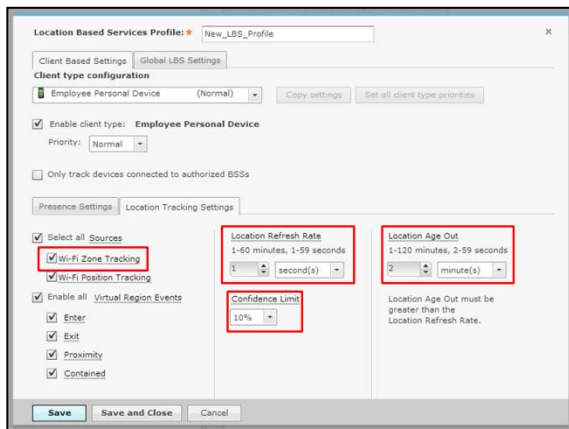 Location Based Services Profile:* New_LBS_Profile x
Client Based Settings Global LBS Settings
Client type configuration
Employee Personal Device (Normal) Copy settings Set all client type priorities
Enable client type: Employee Personal Device
Priority: Normal
Only track devices connected to authorized BSSs
Presence Settings Location Tracking Settings
Select all Sources
Wi-Fi Zone Tracking
Wi-Fi Position Tracking
Enable all Virtual Region Events
Enter
Exit
Proximity
Contained
Location Refresh Rate
1-60 minutes, 1-59 seconds
1 second(s)
Confidence Limit
10%
Location Age Out
1-120 minutes, 2-59 seconds
2 minute(s)
Location Age Out must be
greater than the
Location Refresh Rate.
Save Save and Close Cancel